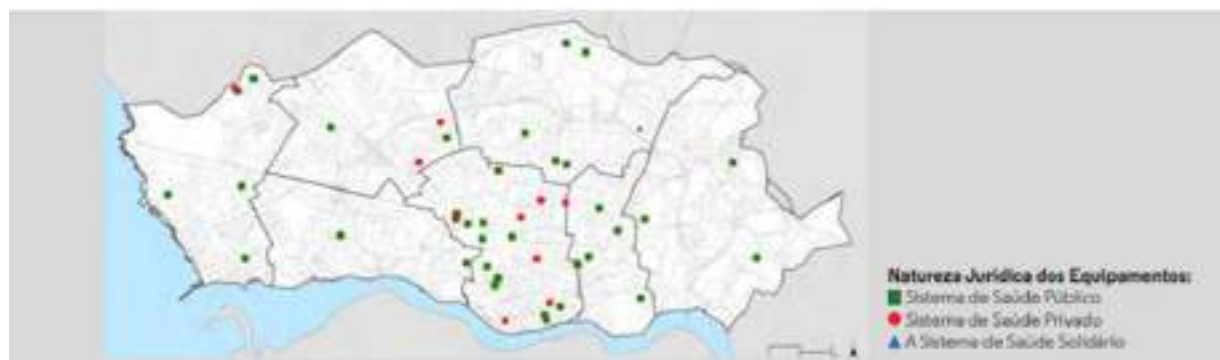 Natureza Jurídica dos Equipamentos:
Sistema de Saúde Público
Sistema de Saúde Privado
A Sistema de Saúde Solidário